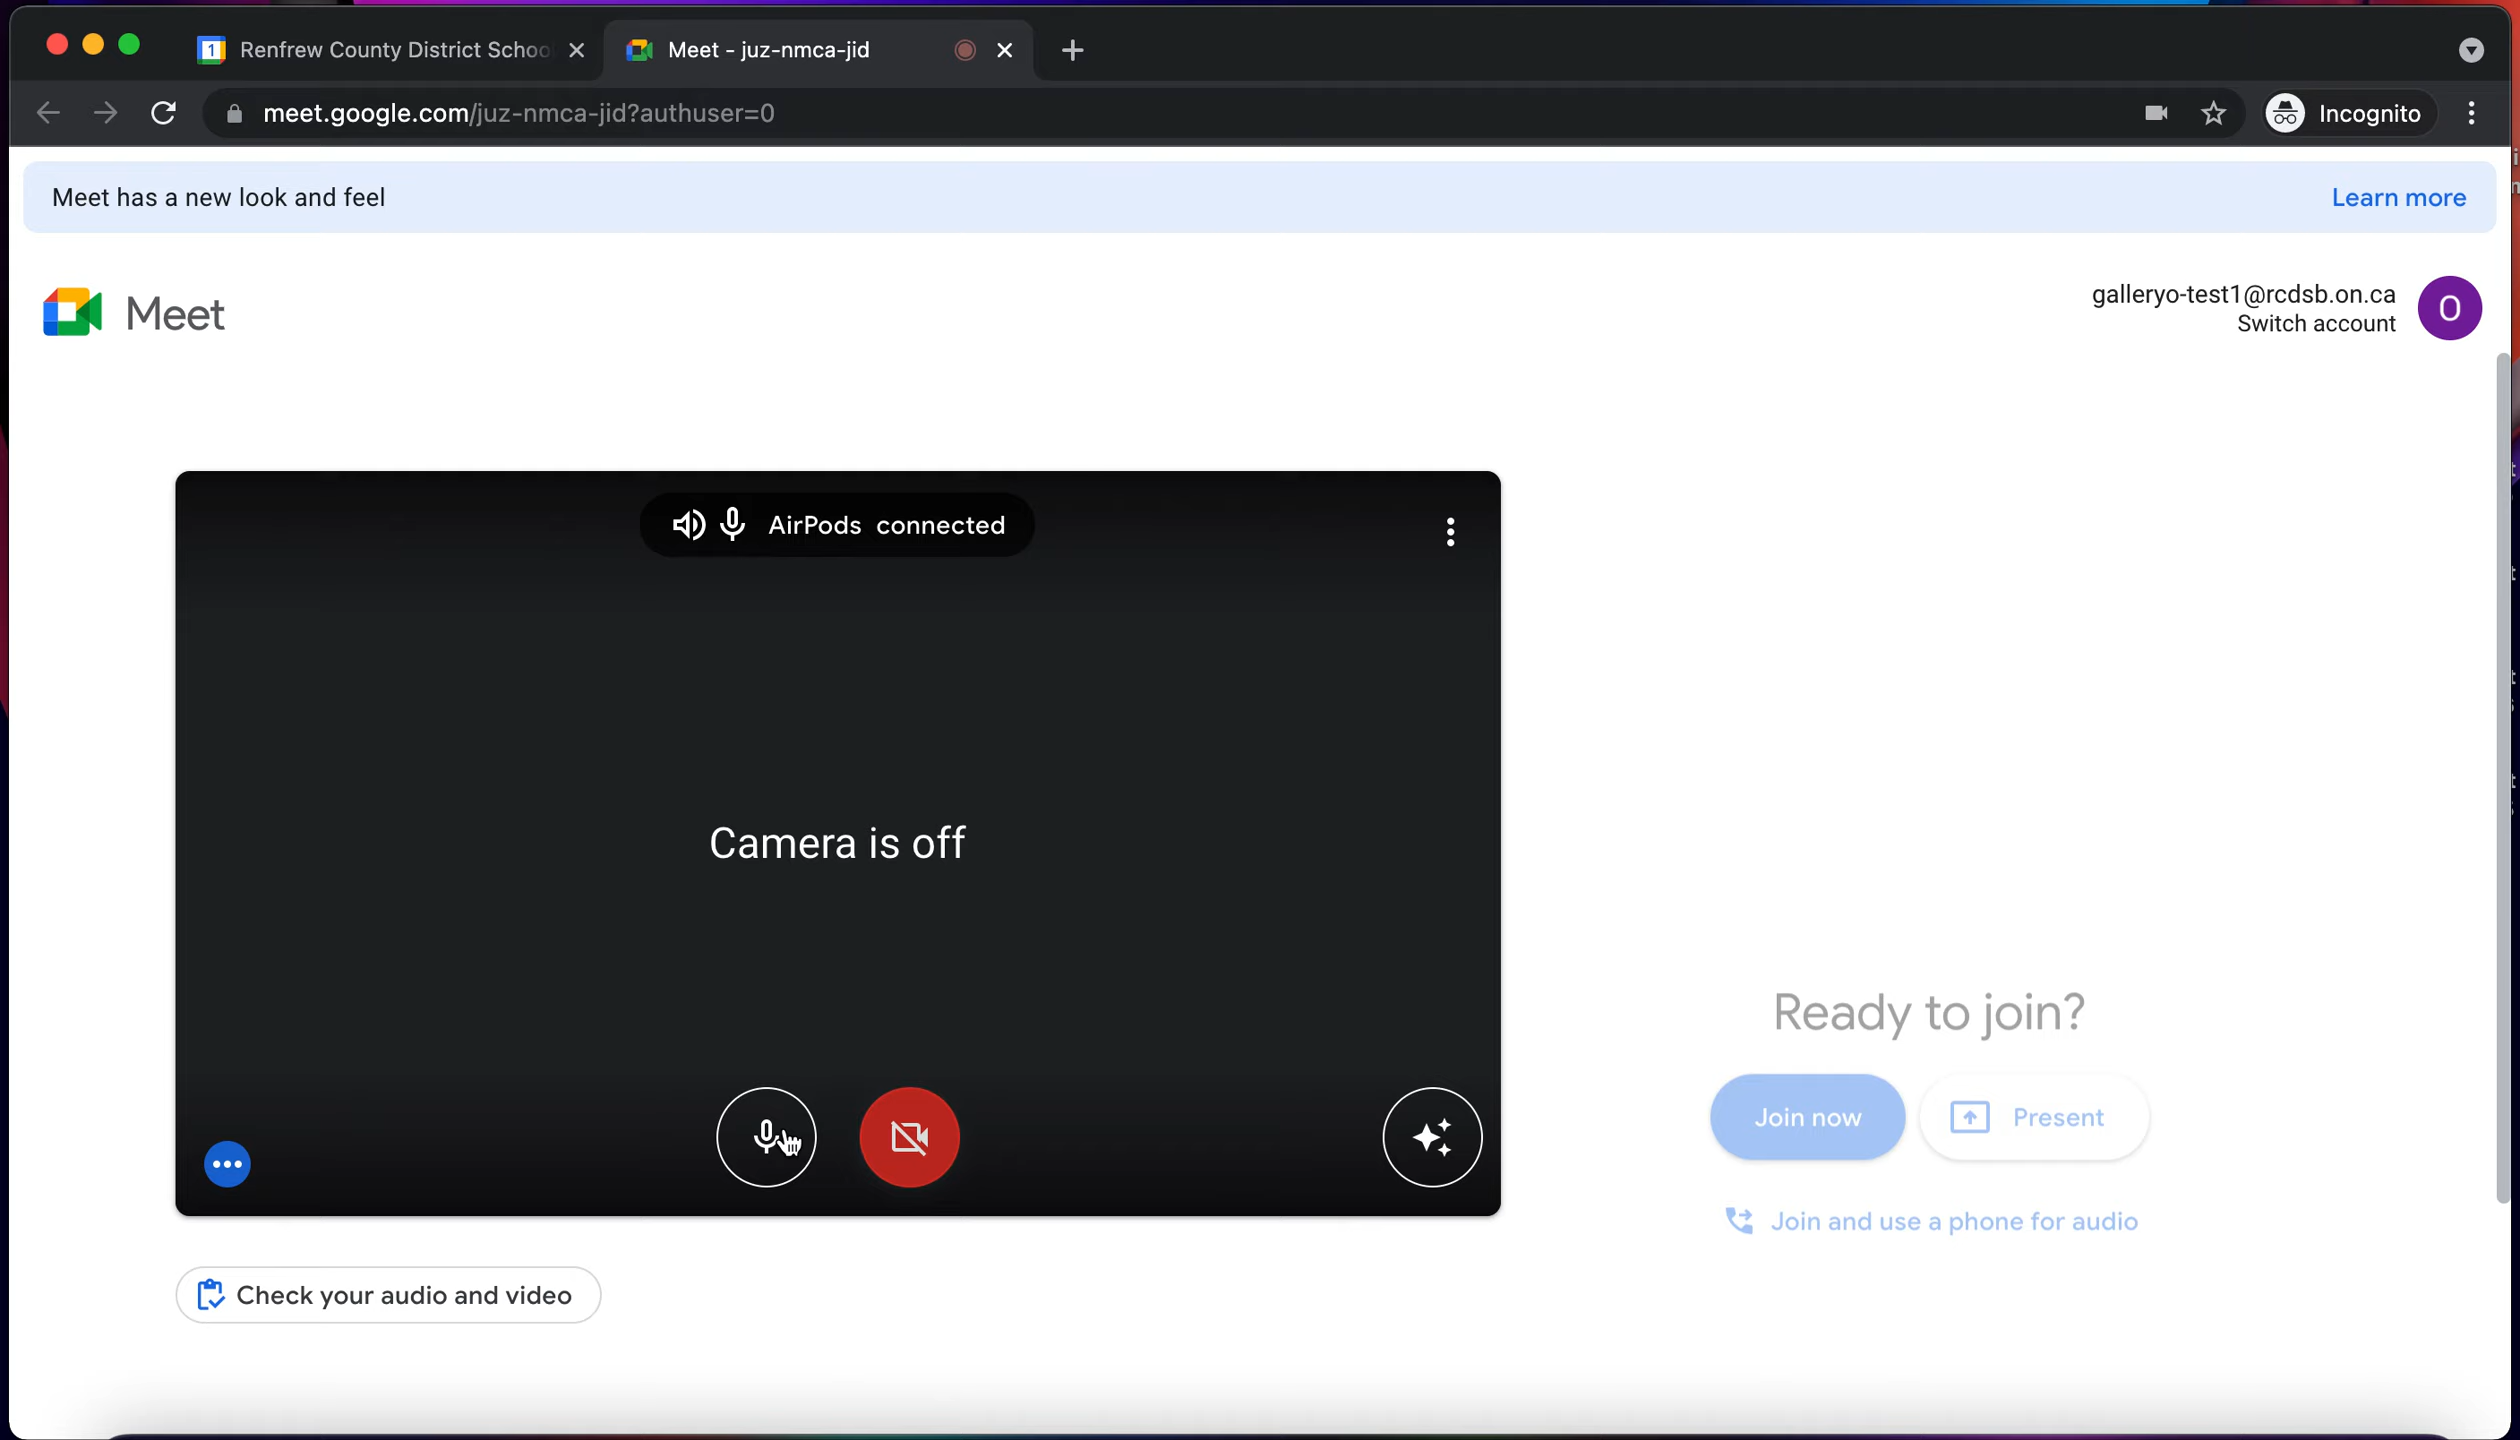 Renfrew County District Schoo
Meet - juz-nmca-jid
meet.google.com/juz-nmca-jid?authuser=0
Incognito
Meet has a new look and feel
Learn more
Meet
galleryo-test1@rcdsb.on.ca
Switch account
O
AirPods connected
Camera is off
Ready to join?
Join now
Present
Join and use a phone for audio
Check your audio and video